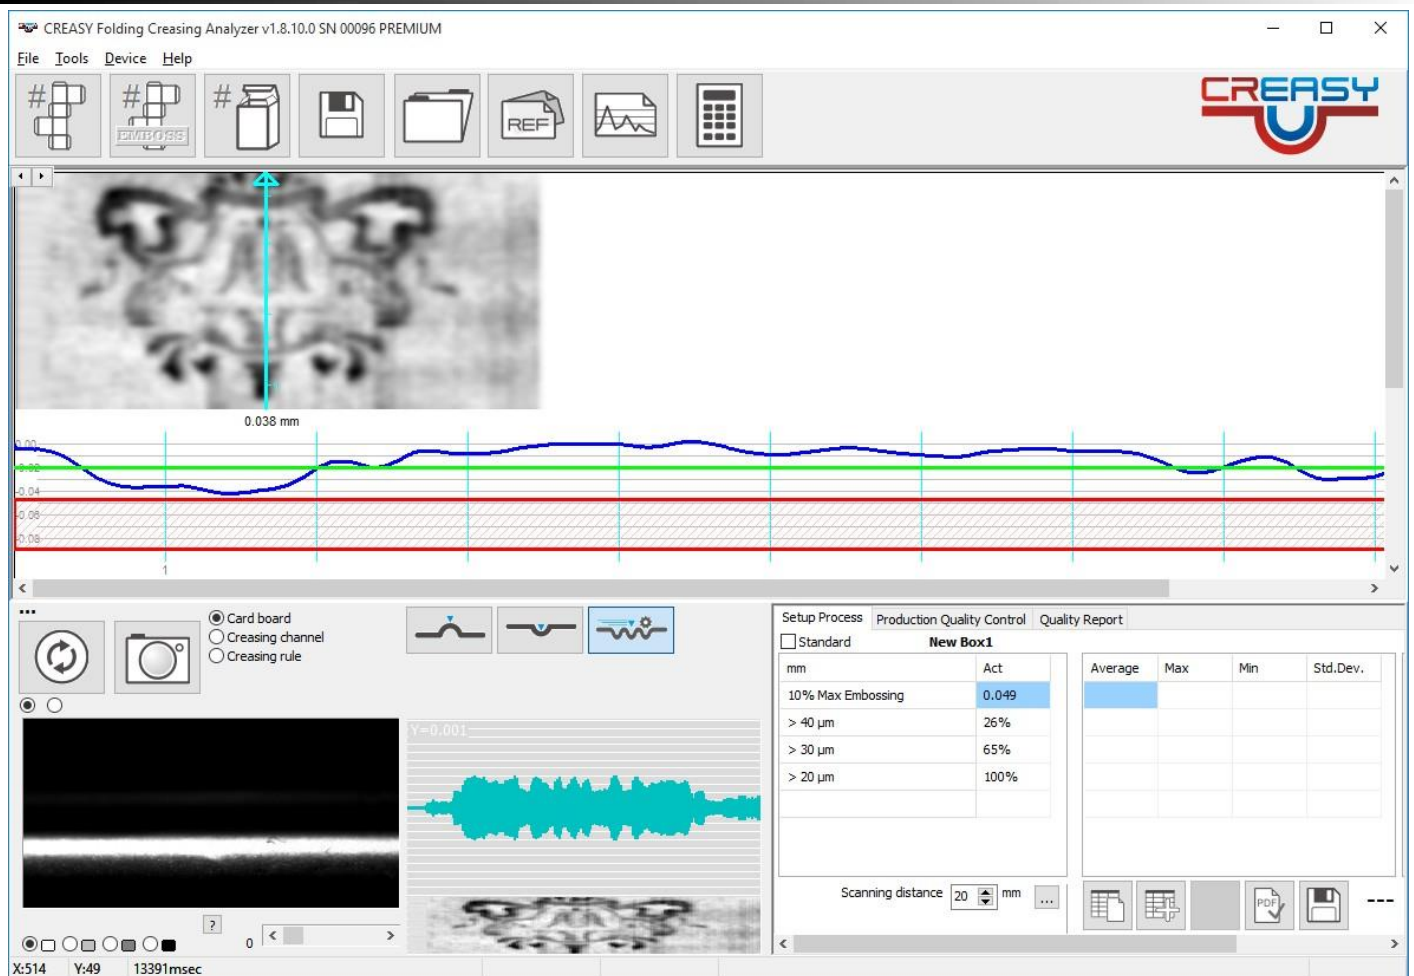 CREASY Folding Creasing Analyzer v1.8.10.0 SN 00096 PREMIUM
File Tools Device Help
# # EMBOSS # REF
CREASY
0.038 mm
0.00
-0.02
-0.04
-0.06
-0.08
1
...
Card board
Creasing channel
Creasing rule
Y=0.001
?
0
Setup Process Production Quality Control Quality Report
Standard New Box1
mm Act
10% Max Embossing 0.049
> 40 µm 26%
> 30 µm 65%
> 20 µm 100%
Average Max Min Std.Dev.
Scanning distance 20 mm ...
PDF
---
X:514 Y:49 13391msec